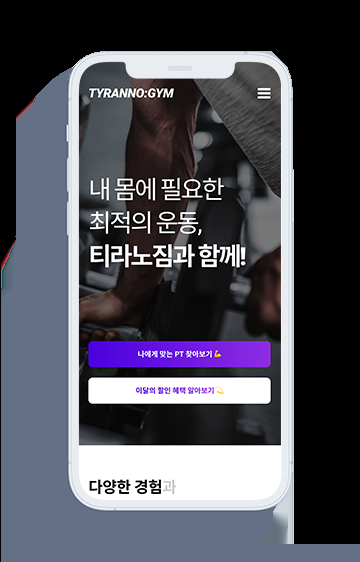 TYRANNO:GYM
내 몸에 필요한
최적의 운동,
티라노짐과 함께!
나에게 맞는 PT 찾아보기 💪
이달의 할인 혜택 알아보기 💫
다양한 경험과